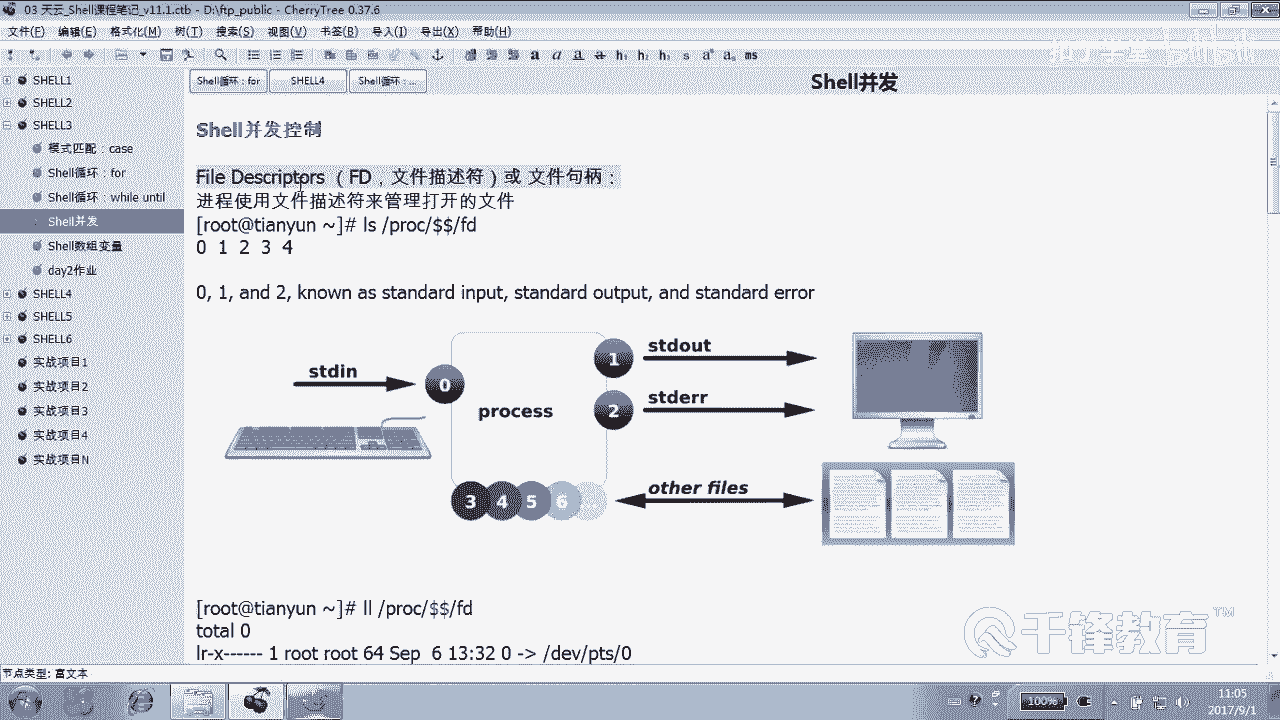 03 天云_Shell课程笔记_v11.1.ctb - D:\ftp_public - CherryTree 0.37.6
文件(F) 编辑(E) 格式化(M) 树(T) 搜索(S) 视图(V) 书签(B) 导入(I) 导出(X) 帮助(H)
a a a a h₁ h₂ h₃ s aˢ aₛ ms
SHELL1
SHELL2
SHELL3
模式匹配：case
Shell循环：for
Shell循环：while until
Shell并发
Shell数组变量
day2作业
SHELL4
SHELL5
SHELL6
实战项目1
实战项目2
实战项目3
实战项目4
实战项目N
Shell循环：for SHELL4 Shell循环：...
Shell并发
Shell并发控制
File Descriptors （ FD，文件描述符 ）或 文件句柄：
进程使用文件描述符来管理打开的文件
[root@tianyun ~]# ls /proc/$$/fd
0 1 2 3 4
0, 1, and 2, known as standard input, standard output, and standard error
stdin
0
process
1
stdout
2
stderr
3 4 5 6
other files
[root@tianyun ~]# ll /proc/$$/fd
total 0
lr-x------ 1 root root 64 Sep 6 13:32 0 -> /dev/pts/0
千锋教育™
节点类型: 富文本
100%
11:05
2017/9/1